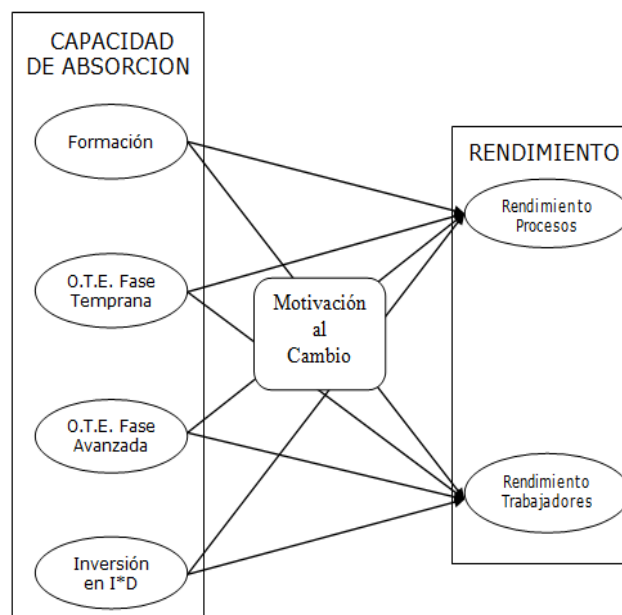 CAPACIDAD
DE ABSORCION
Formación
O.T.E. Fase
Temprana
O.T.E. Fase
Avanzada
Inversión
en I*D
Motivación
al
Cambio
RENDIMIENTO
Rendimiento
Procesos
Rendimiento
Trabajadores